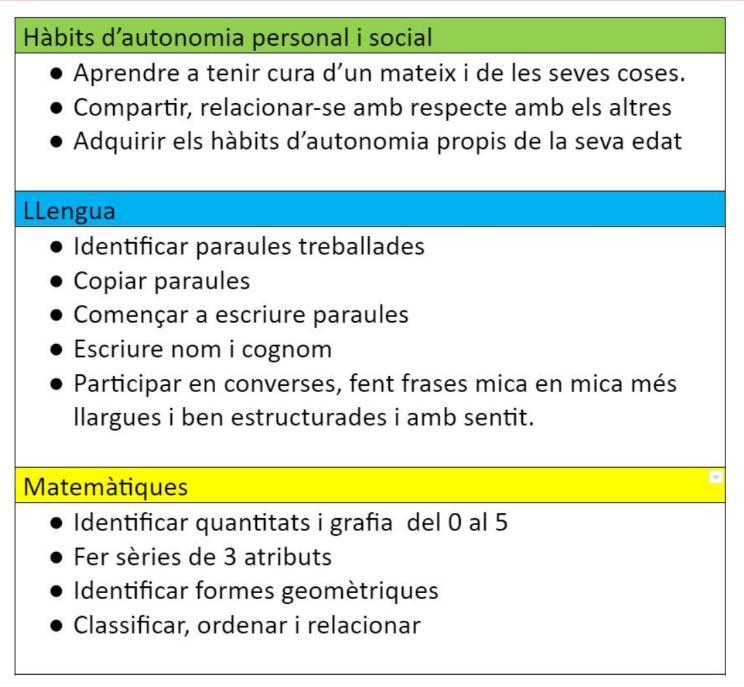 Hàbits d’autonomia personal i social
● Aprendre a tenir cura d’un mateix i de les seves coses.
● Compartir, relacionar-se amb respecte amb els altres
● Adquirir els hàbits d’autonomia propis de la seva edat
LLengua
● Identificar paraules treballades
● Copiar paraules
● Començar a escriure paraules
● Escriure nom i cognom
● Participar en converses, fent frases mica en mica més
llargues i ben estructurades i amb sentit.
Matemàtiques
● Identificar quantitats i grafia  del 0 al 5
● Fer sèries de 3 atributs
● Identificar formes geomètriques
● Classificar, ordenar i relacionar